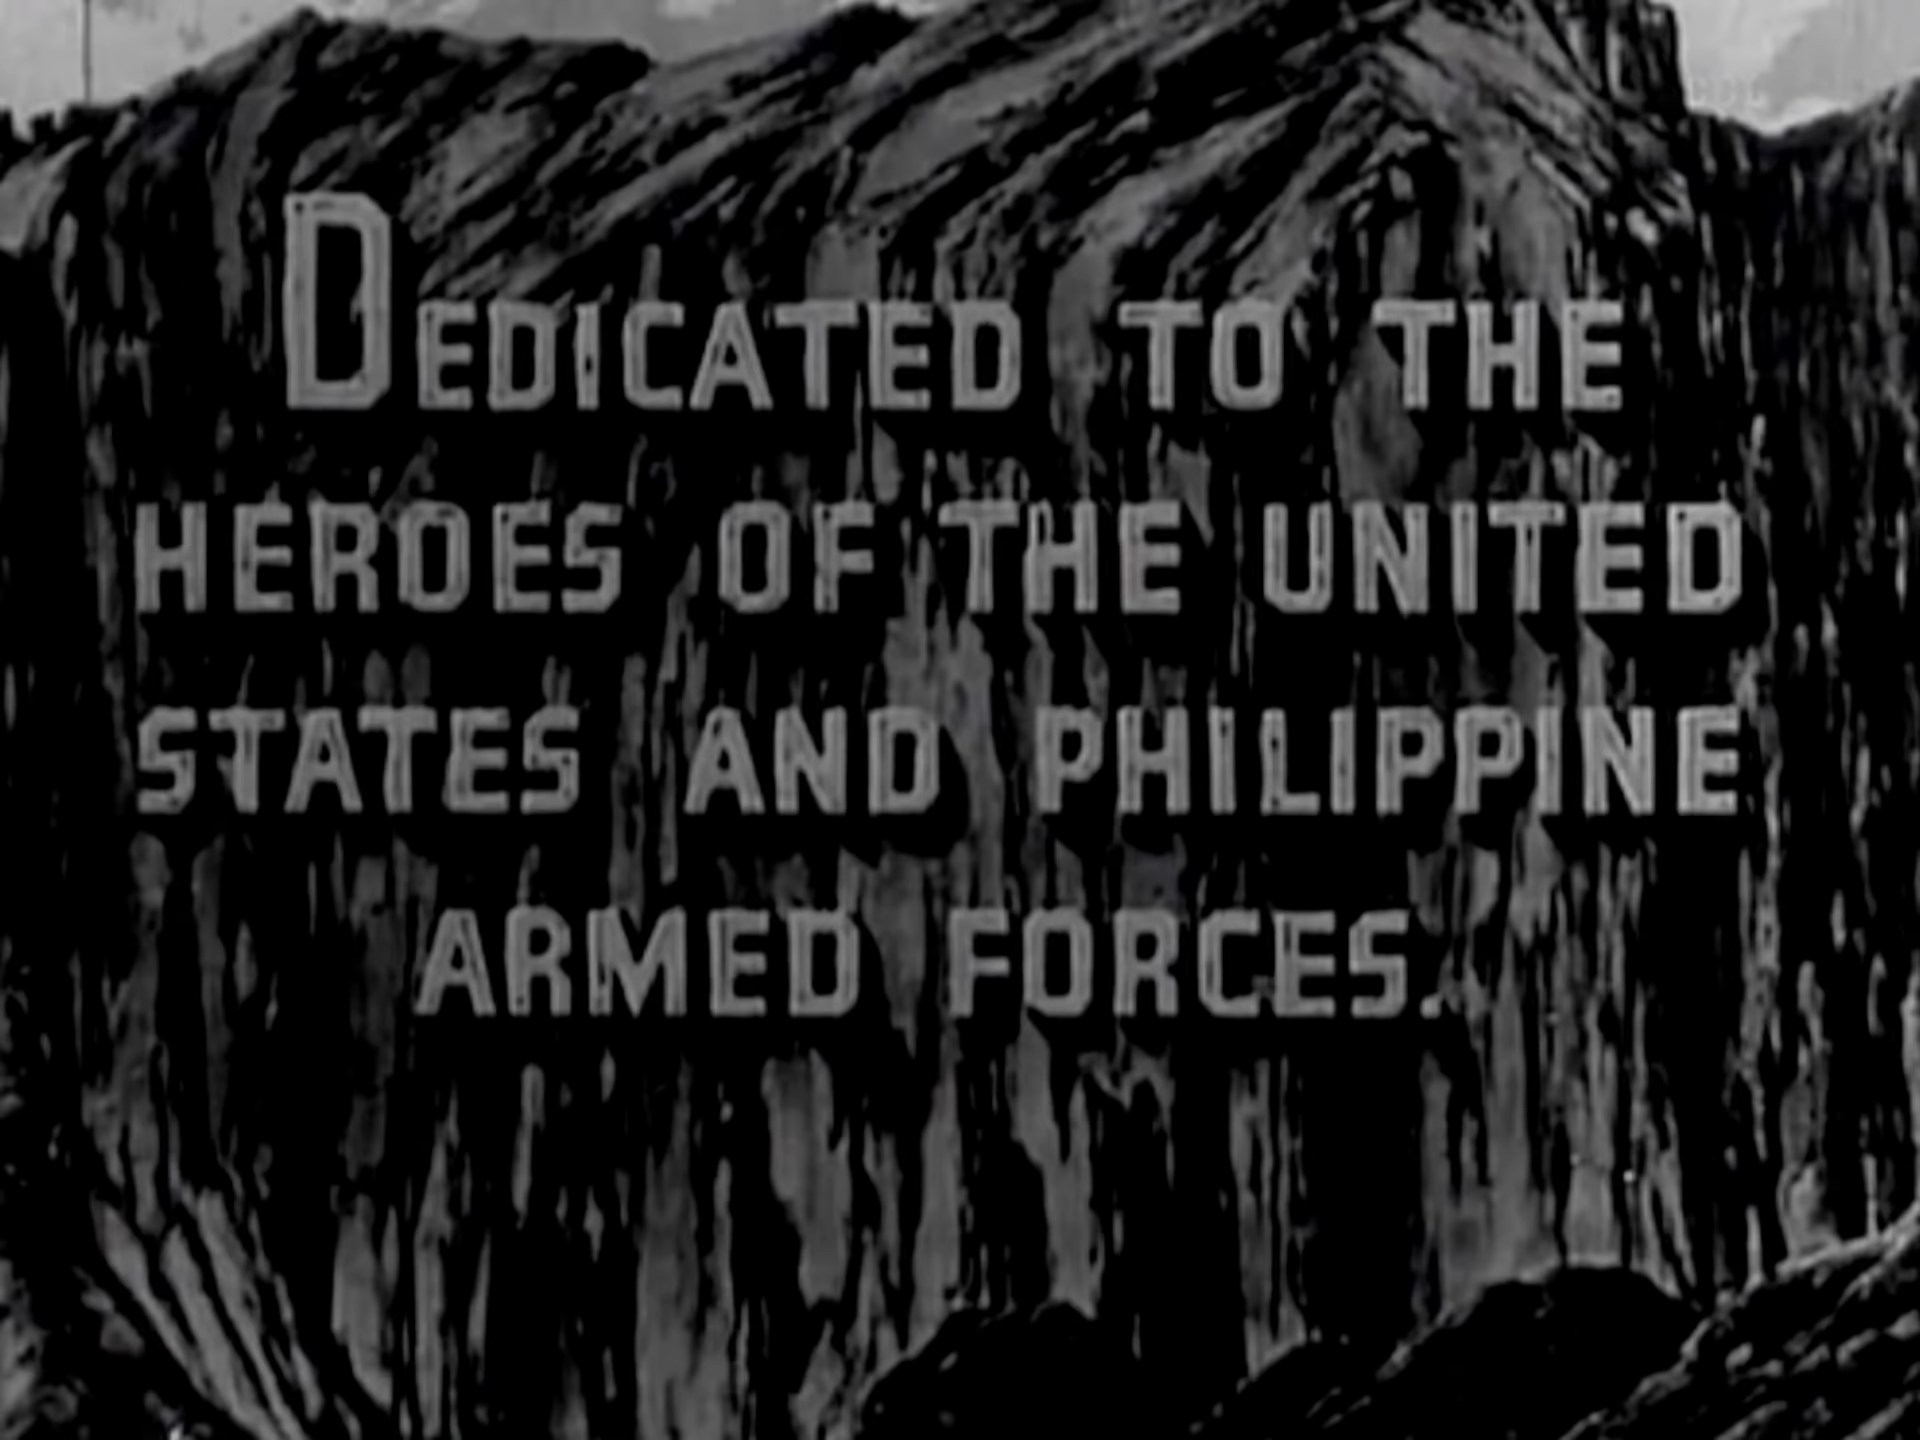 DEDICATED TO THE
HEROES OF THE UNITED
STATES AND PHILIPPINE
ARMED FORCES.